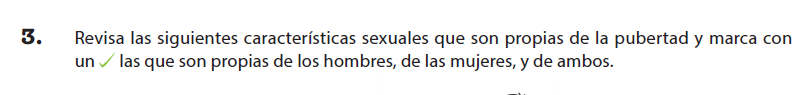 3. Revisa las siguientes características sexuales que son propias de la pubertad y marca con
un ✓ las que son propias de los hombres, de las mujeres, y de ambos.